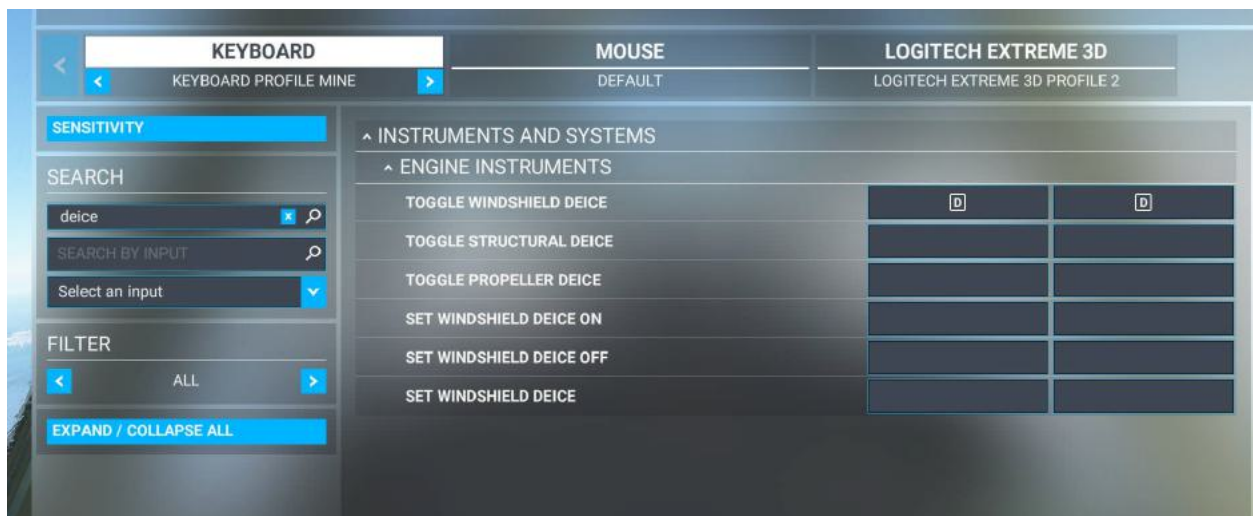 KEYBOARD
KEYBOARD PROFILE MINE
MOUSE
DEFAULT
LOGITECH EXTREME 3D
LOGITECH EXTREME 3D PROFILE 2
SENSITIVITY
SEARCH
deice
SEARCH BY INPUT
Select an input
FILTER
ALL
EXPAND / COLLAPSE ALL
INSTRUMENTS AND SYSTEMS
ENGINE INSTRUMENTS
TOGGLE WINDSHIELD DEICE D D
TOGGLE STRUCTURAL DEICE
TOGGLE PROPELLER DEICE
SET WINDSHIELD DEICE ON
SET WINDSHIELD DEICE OFF
SET WINDSHIELD DEICE